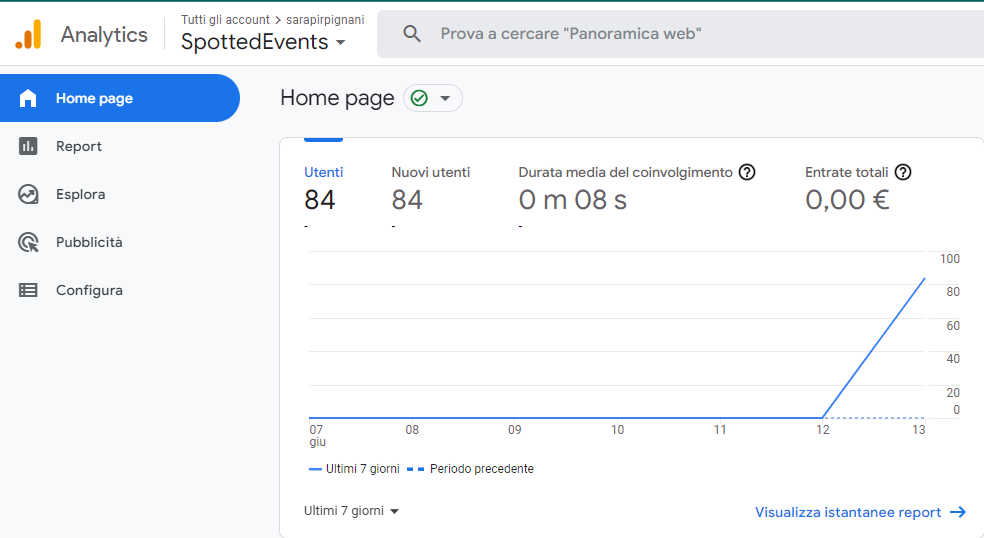 Analytics
Tutti gli account > sarapirpignani
SpottedEvents
Prova a cercare "Panoramica web"
Home page
Report
Esplora
Pubblicità
Configura
Home page
Utenti
84
-
Nuovi utenti
84
-
Durata media del coinvolgimento
0 m 08 s
-
Entrate totali
0,00 €
100
80
60
40
20
0
07
giu
08
09
10
11
12
13
Ultimi 7 giorni
Periodo precedente
Ultimi 7 giorni
Visualizza istantanee report